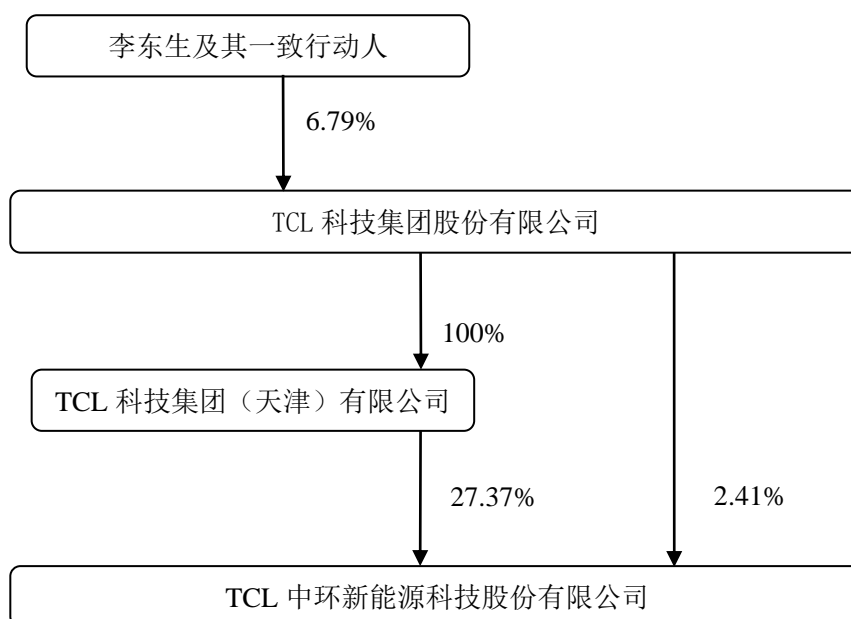 李东生及其一致行动人
6.79%
TCL 科技集团股份有限公司
100%
TCL 科技集团（天津）有限公司
27.37%
2.41%
TCL 中环新能源科技股份有限公司